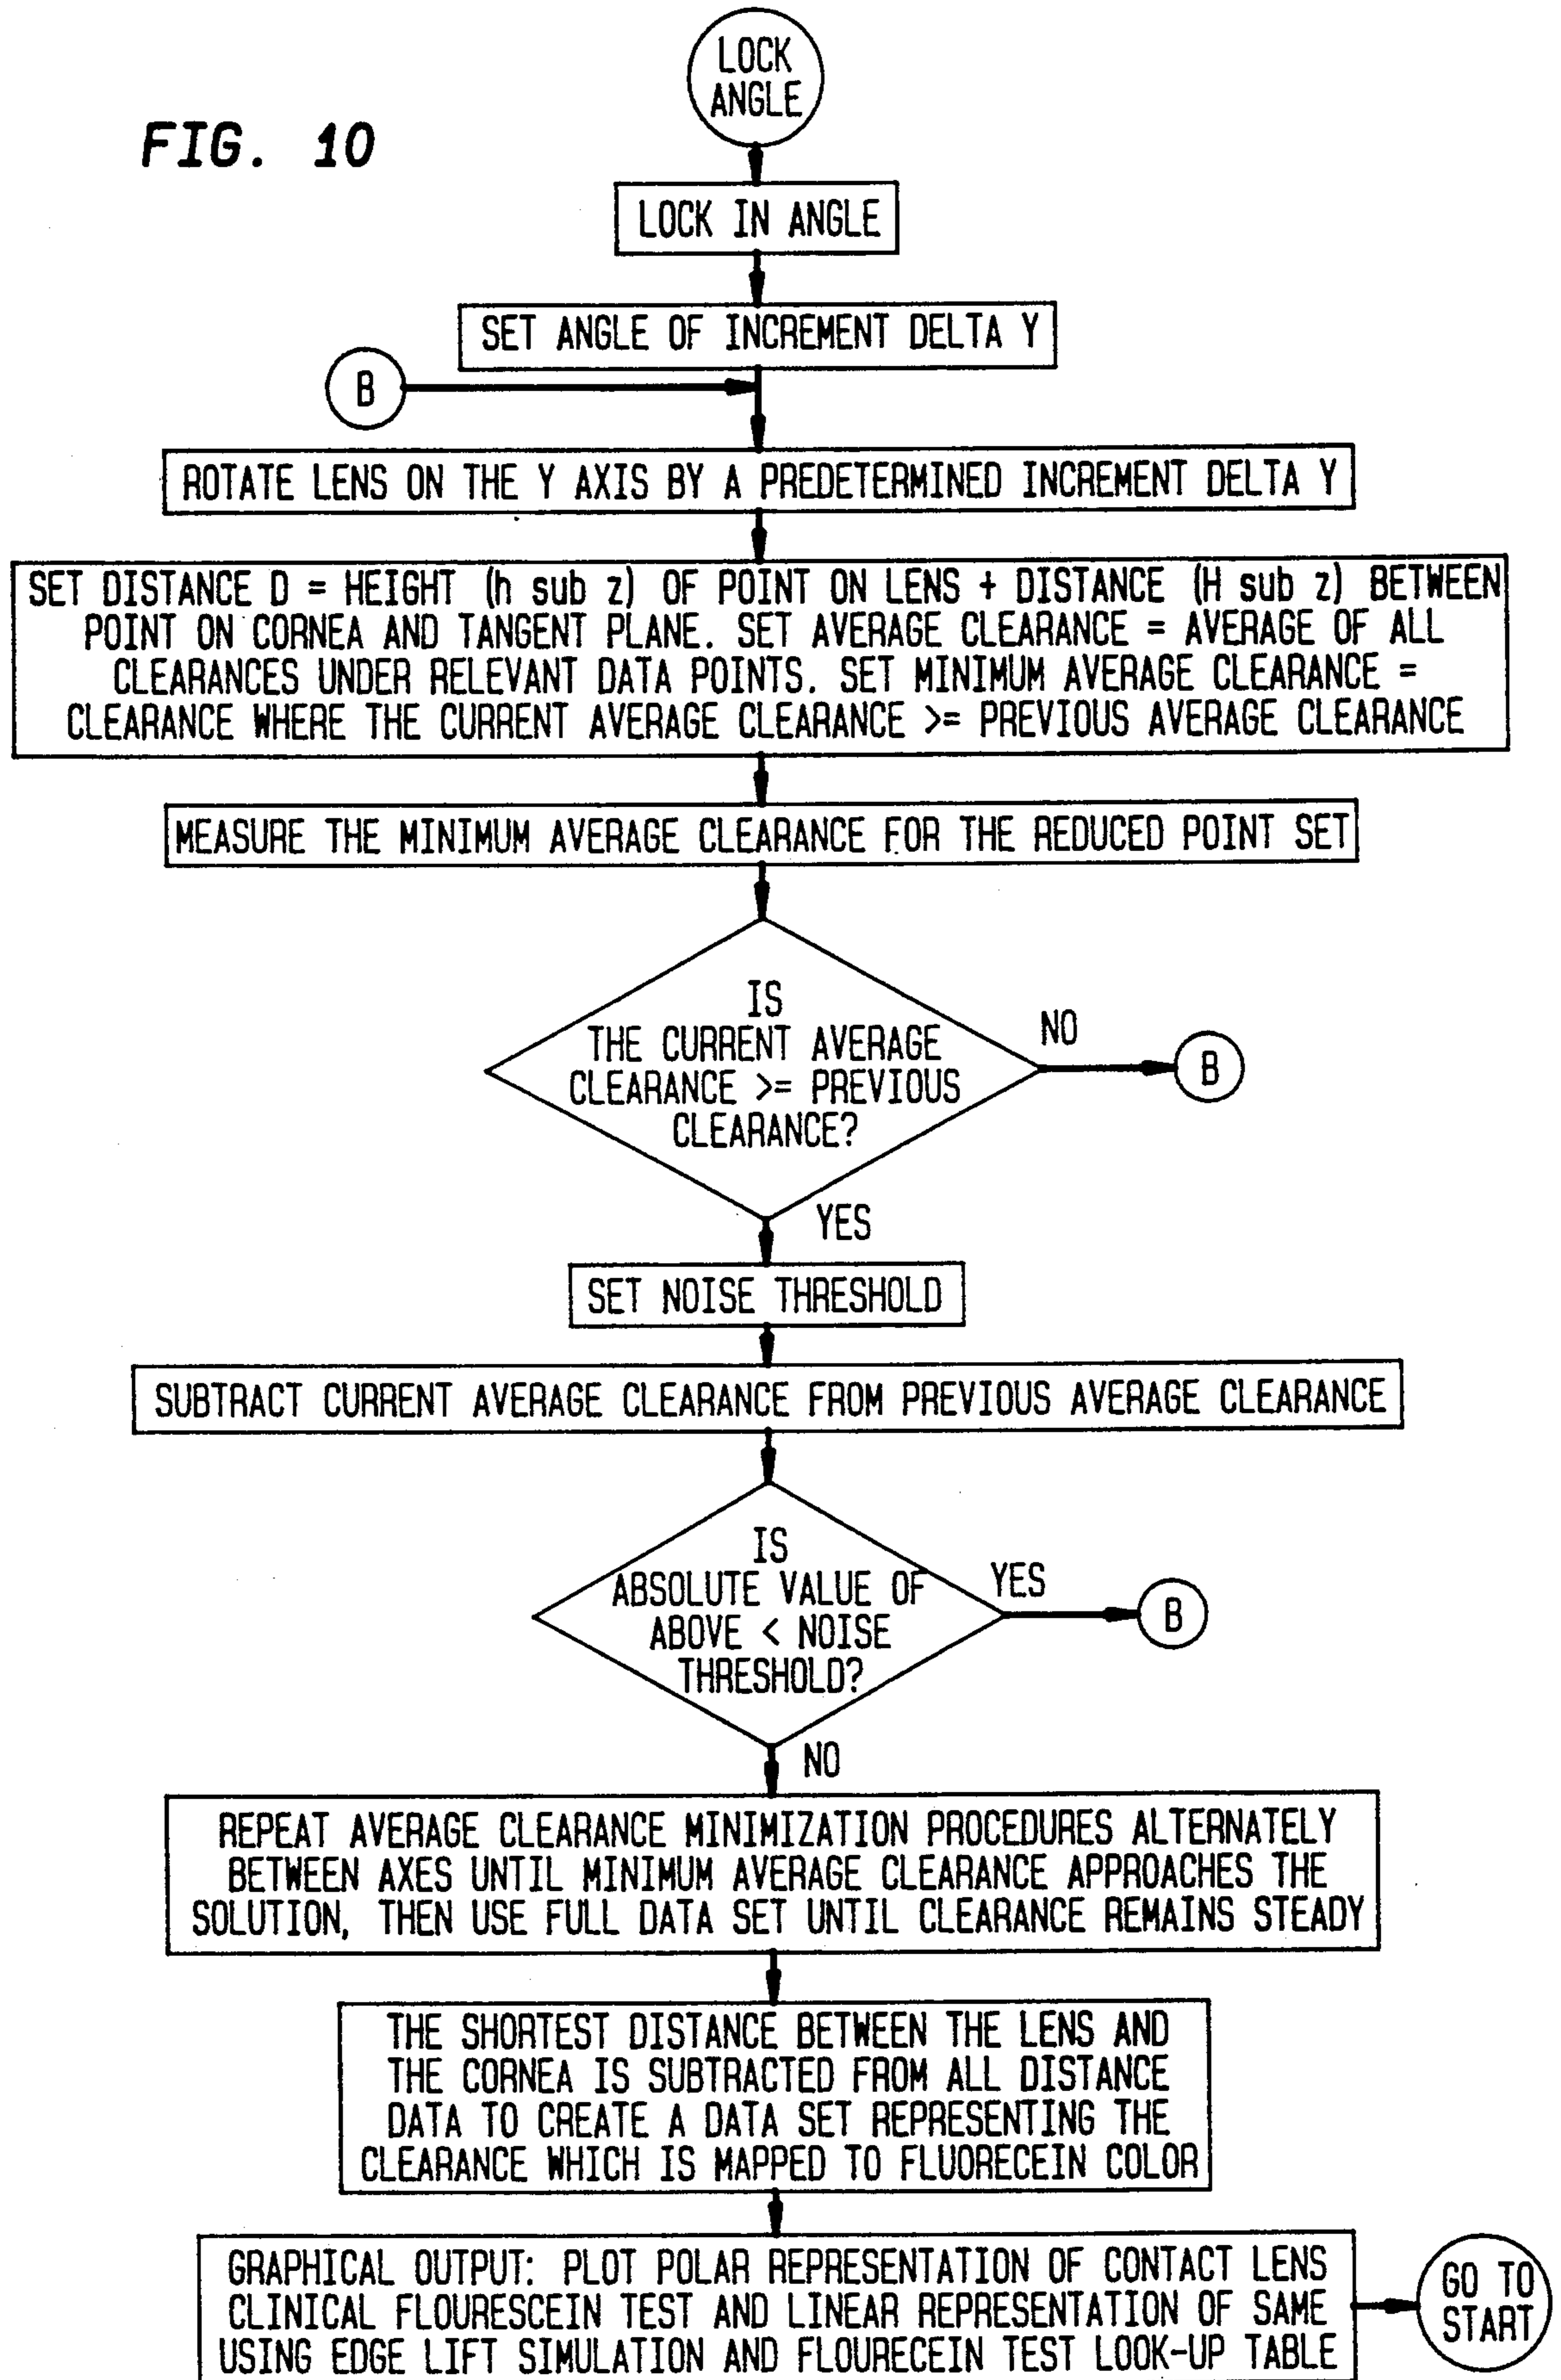 LOCK
ANGLE
FIG. 10
LOCK IN ANGLE
SET ANGLE OF INCREMENT DELTA Y
B
ROTATE LENS ON THE Y AXIS BY A PREDETERMINED INCREMENT DELTA Y
SET DISTANCE D = HEIGHT (h sub z) OF POINT ON LENS + DISTANCE (H sub z) BETWEEN
POINT ON CORNEA AND TANGENT PLANE. SET AVERAGE CLEARANCE = AVERAGE OF ALL
CLEARANCES UNDER RELEVANT DATA POINTS. SET MINIMUM AVERAGE CLEARANCE =
CLEARANCE WHERE THE CURRENT AVERAGE CLEARANCE >= PREVIOUS AVERAGE CLEARANCE
MEASURE THE MINIMUM AVERAGE CLEARANCE FOR THE REDUCED POINT SET
IS
THE CURRENT AVERAGE
CLEARANCE >= PREVIOUS
CLEARANCE?
NO
B
YES
SET NOISE THRESHOLD
SUBTRACT CURRENT AVERAGE CLEARANCE FROM PREVIOUS AVERAGE CLEARANCE
IS
ABSOLUTE VALUE OF
ABOVE < NOISE
THRESHOLD?
YES
B
NO
REPEAT AVERAGE CLEARANCE MINIMIZATION PROCEDURES ALTERNATELY
BETWEEN AXES UNTIL MINIMUM AVERAGE CLEARANCE APPROACHES THE
SOLUTION, THEN USE FULL DATA SET UNTIL CLEARANCE REMAINS STEADY
THE SHORTEST DISTANCE BETWEEN THE LENS AND
THE CORNEA IS SUBTRACTED FROM ALL DISTANCE
DATA TO CREATE A DATA SET REPRESENTING THE
CLEARANCE WHICH IS MAPPED TO FLUORECEIN COLOR
GRAPHICAL OUTPUT: PLOT POLAR REPRESENTATION OF CONTACT LENS
CLINICAL FLOURESCEIN TEST AND LINEAR REPRESENTATION OF SAME
USING EDGE LIFT SIMULATION AND FLOURECEIN TEST LOOK-UP TABLE
GO TO
START